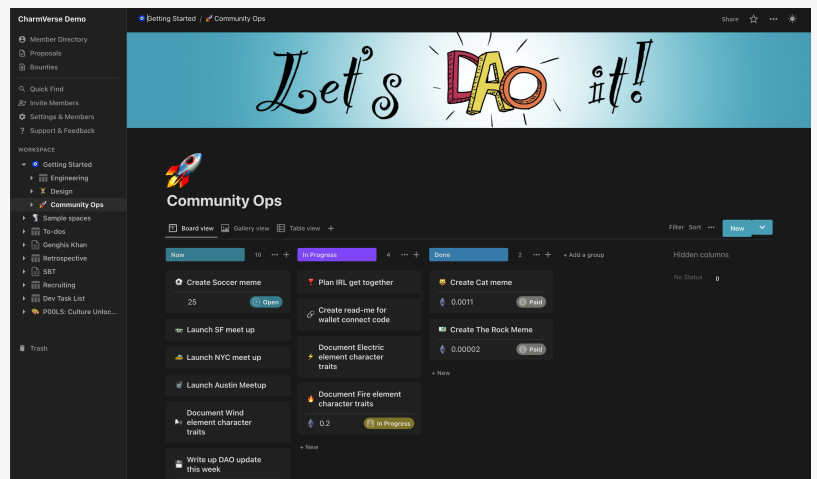 CharmVerse Demo
Getting Started / Community Ops
Share
Member Directory
Proposals
Bounties
Quick Find
Invite Members
Settings & Members
? Support & Feedback
WORKSPACE
Getting Started
Engineering
Design
Community Ops
Sample spaces
To-dos
Genghis Khan
Retrospective
SBT
Recruiting
Dev Task List
P00LS: Culture Unloc...
Trash
Let's DAO it!
Community Ops
Board view
Gallery view
Table view
+
Filter
Sort
New
Now
10
In Progress
4
Done
2
+ Add a group
Hidden columns
No Status
0
Create Soccer meme
25
Open
Launch SF meet up
Launch NYC meet up
Launch Austin Meetup
Document Wind
element character
traits
Write up DAO update
this week
Plan IRL get together
Create read-me for
wallet connect code
Document Electric
element character
traits
Document Fire element
character traits
0.2
In Progress
+ New
Create Cat meme
0.0011
Paid
Create The Rock Meme
0.00002
Paid
+ New